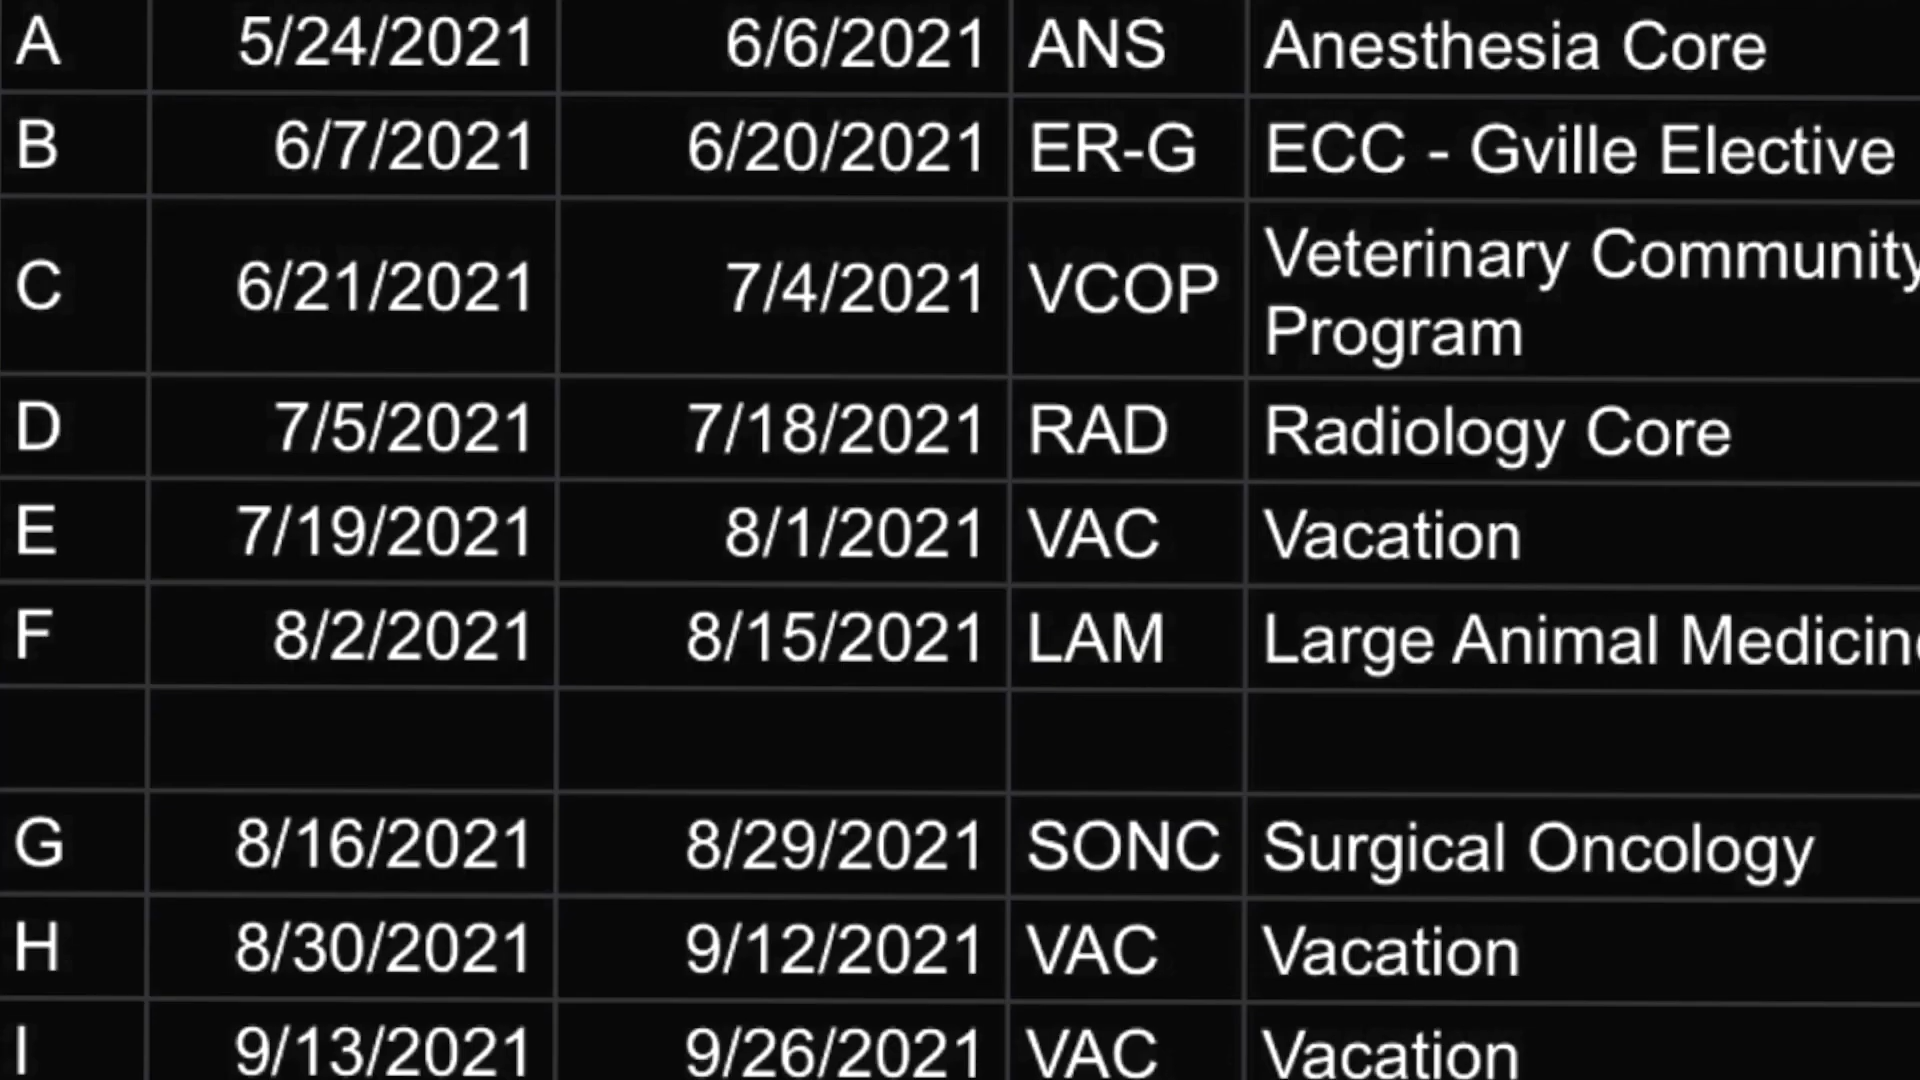 A 5/24/2021 6/6/2021 ANS Anesthesia Core
B 6/7/2021 6/20/2021 ER-G ECC - Gville Elective
C 6/21/2021 7/4/2021 VCOP Veterinary Community
Program
D 7/5/2021 7/18/2021 RAD Radiology Core
E 7/19/2021 8/1/2021 VAC Vacation
F 8/2/2021 8/15/2021 LAM Large Animal Medicine
G 8/16/2021 8/29/2021 SONC Surgical Oncology
H 8/30/2021 9/12/2021 VAC Vacation
I 9/13/2021 9/26/2021 VAC Vacation